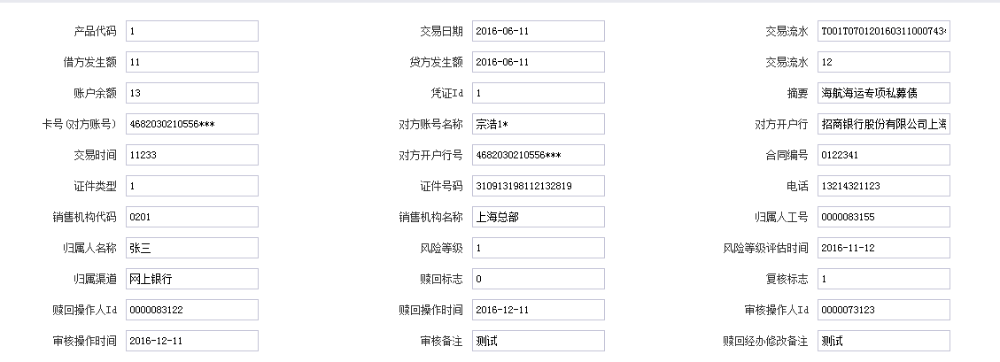 产品代码 1 交易日期 2016-06-11 交易流水 T001T07012016031100074
借方发生额 11 贷方发生额 2016-06-11 交易流水 12
账户余额 13 凭证Id 1 摘要 海航海运专项私募债
卡号(对方账号) 4682030210556*** 对方账号名称 宗浩1* 对方开户行 招商银行股份有限公司上海
交易时间 11233 对方开户行号 4682030210556*** 合同编号 0122341
证件类型 1 证件号码 310913198112132819 电话 13214321123
销售机构代码 0201 销售机构名称 上海总部 归属人工号 0000083155
归属人名称 张三 风险等级 1 风险等级评估时间 2016-11-12
归属渠道 网上银行 赎回标志 0 复核标志 1
赎回操作人Id 0000083122 赎回操作时间 2016-12-11 审核操作人Id 0000073123
审核操作时间 2016-12-11 审核备注 测试 赎回经办修改备注 测试